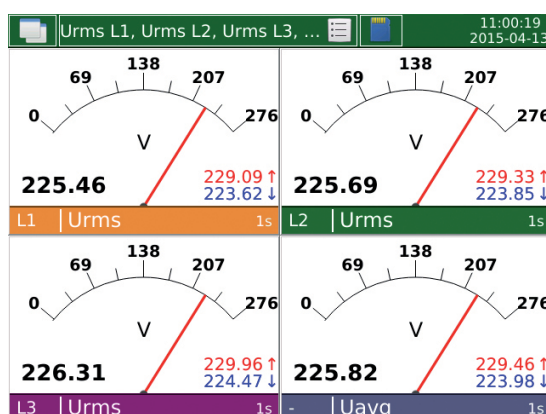 Urms L1, Urms L2, Urms L3, ...
11:00:19
2015-04-13
0 69 138 207 276
V
225.46
229.09↑
223.62↓
L1 Urms 1s
0 69 138 207 276
V
225.69
229.33↑
223.85↓
L2 Urms 1s
0 69 138 207 276
V
226.31
229.96↑
224.47↓
L3 Urms 1s
0 69 138 207 276
V
225.82
229.46↑
223.98↓
- Uavg 1s